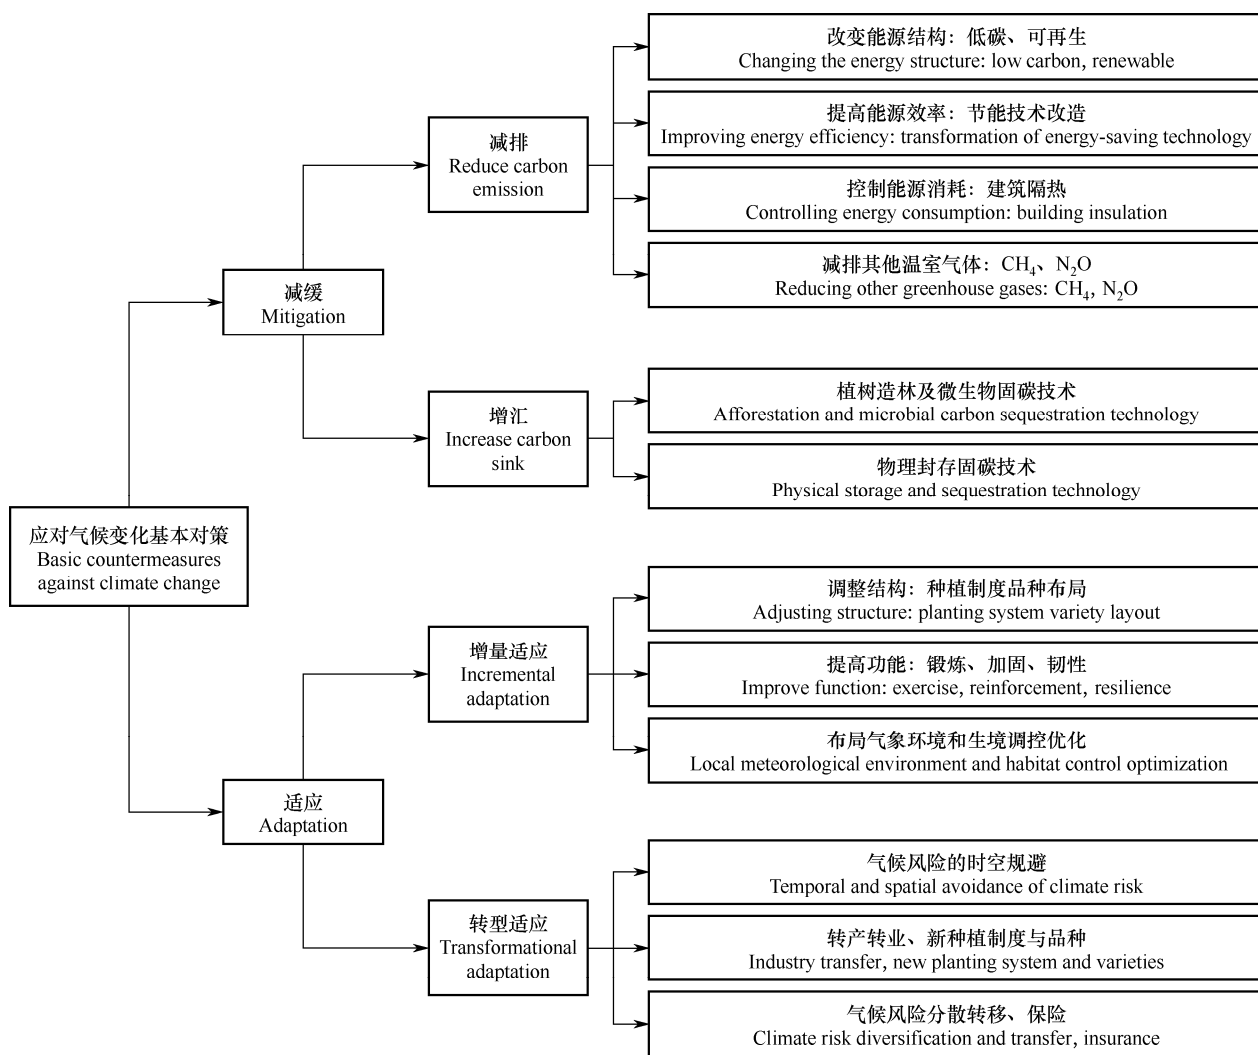 改变能源结构：低碳、可再生
Changing the energy structure: low carbon, renewable
提高能源效率：节能技术改造
Improving energy efficiency: transformation of energy-saving technology
减排
Reduce carbon
emission
控制能源消耗：建筑隔热
Controlling energy consumption: building insulation
减排其他温室气体：CH₄、N₂O
Reducing other greenhouse gases: CH₄, N₂O
减缓
Mitigation
植树造林及微生物固碳技术
Afforestation and microbial carbon sequestration technology
增汇
Increase carbon
sink
物理封存固碳技术
Physical storage and sequestration technology
应对气候变化基本对策
Basic countermeasures
against climate change
调整结构：种植制度品种布局
Adjusting structure: planting system variety layout
增量适应
Incremental
adaptation
提高功能：锻炼、加固、韧性
Improve function: exercise, reinforcement, resilience
布局气象环境和生境调控优化
Local meteorological environment and habitat control optimization
适应
Adaptation
气候风险的时空规避
Temporal and spatial avoidance of climate risk
转型适应
Transformational
adaptation
转产转业、新种植制度与品种
Industry transfer, new planting system and varieties
气候风险分散转移、保险
Climate risk diversification and transfer, insurance